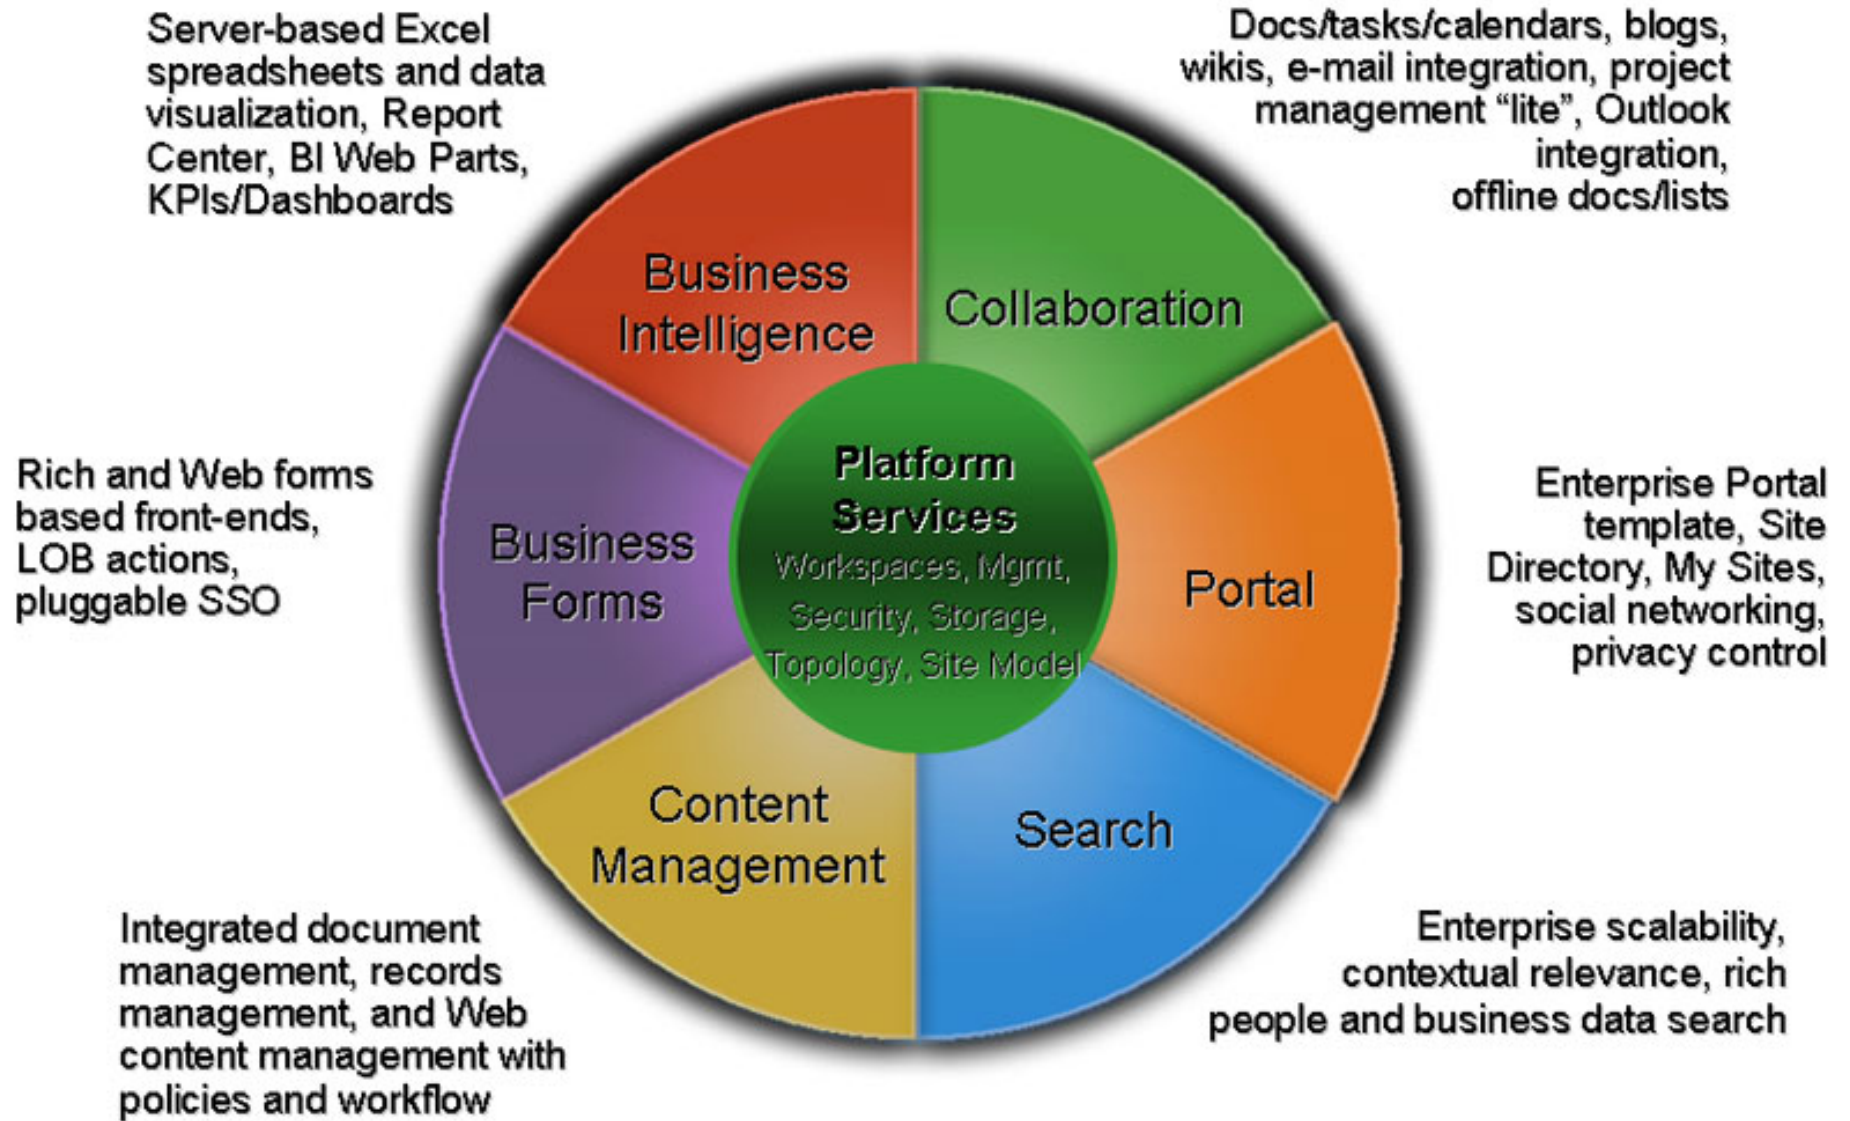 Server-based Excel
spreadsheets and data
visualization, Report
Center, BI Web Parts,
KPIs/Dashboards
Docs/tasks/calendars, blogs,
wikis, e-mail integration, project
management “lite”, Outlook
integration,
offline docs/lists
Business
Intelligence
Collaboration
Platform
Services
Workspaces, Mgmt,
Security, Storage,
Topology, Site Model
Rich and Web forms
based front-ends,
LOB actions,
pluggable SSO
Business
Forms
Portal
Enterprise Portal
template, Site
Directory, My Sites,
social networking,
privacy control
Content
Management
Search
Integrated document
management, records
management, and Web
content management with
policies and workflow
Enterprise scalability,
contextual relevance, rich
people and business data search